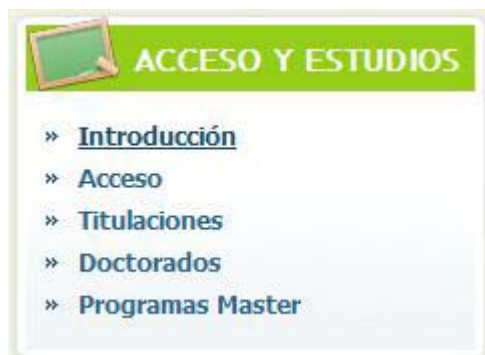 ACCESO Y ESTUDIOS
» Introducción
» Acceso
» Titulaciones
» Doctorados
» Programas Master